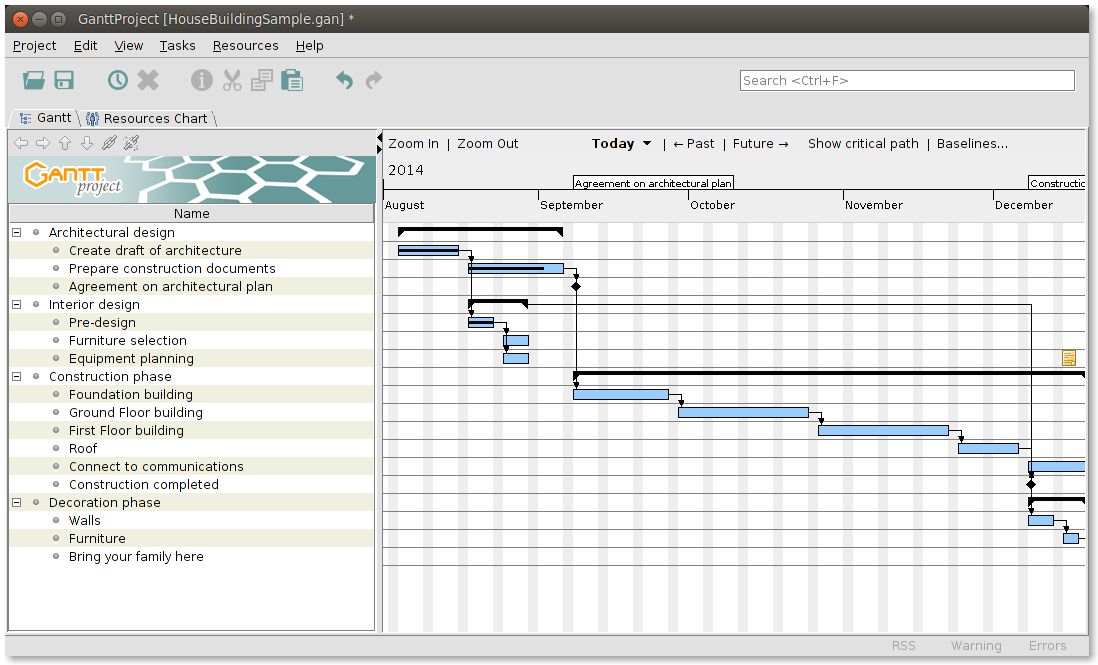 GanttProject [HouseBuildingSample.gan] *
Project Edit View Tasks Resources Help
Search <Ctrl+F>
Gantt Resources Chart
Zoom In | Zoom Out Today | ← Past | Future → Show critical path | Baselines...
GANTT project
2014
Agreement on architectural plan Constructic
Name
August September October November December
Architectural design
Create draft of architecture
Prepare construction documents
Agreement on architectural plan
Interior design
Pre-design
Furniture selection
Equipment planning
Construction phase
Foundation building
Ground Floor building
First Floor building
Roof
Connect to communications
Construction completed
Decoration phase
Walls
Furniture
Bring your family here
RSS Warning Errors